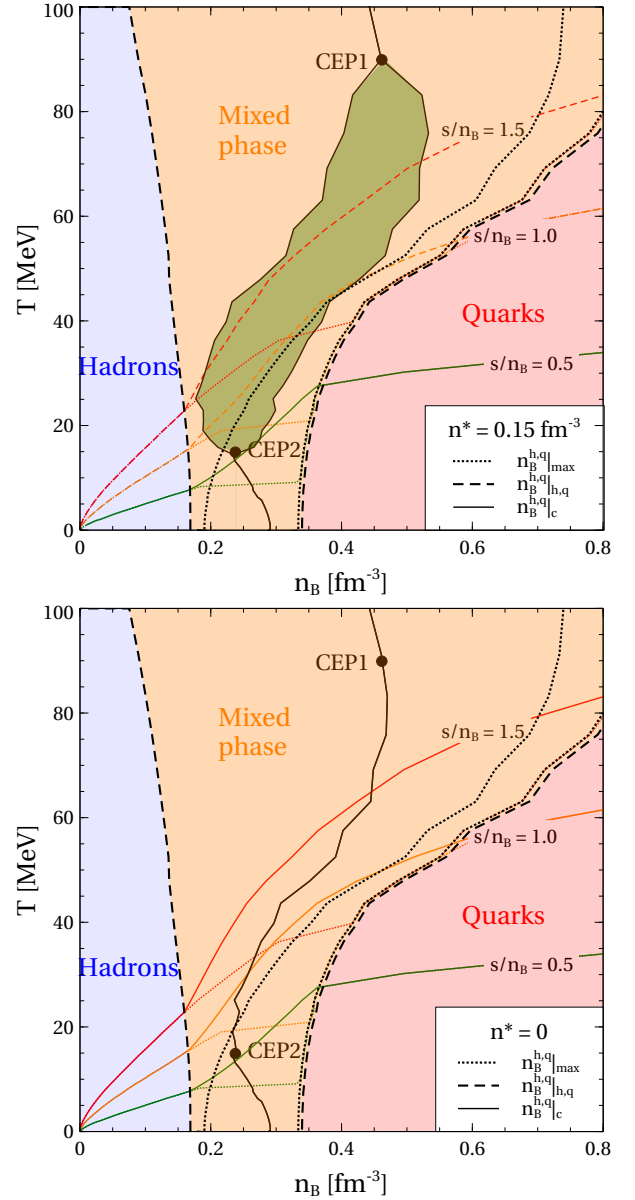 100
80
60
40
20
0
T [MeV]
CEP1
Mixed
phase
s/n_B = 1.5
s/n_B = 1.0
Quarks
Hadrons
s/n_B = 0.5
CEP2
n* = 0.15 fm⁻³
n_B^{h,q}|_max
n_B^{h,q}|_{h,q}
n_B^{h,q}|_c
0 0.2 0.4 0.6 0.8
n_B [fm⁻³]
100
80
60
40
20
0
T [MeV]
CEP1
Mixed
phase
s/n_B = 1.5
s/n_B = 1.0
Quarks
Hadrons
s/n_B = 0.5
CEP2
n* = 0
n_B^{h,q}|_max
n_B^{h,q}|_{h,q}
n_B^{h,q}|_c
0 0.2 0.4 0.6 0.8
n_B [fm⁻³]